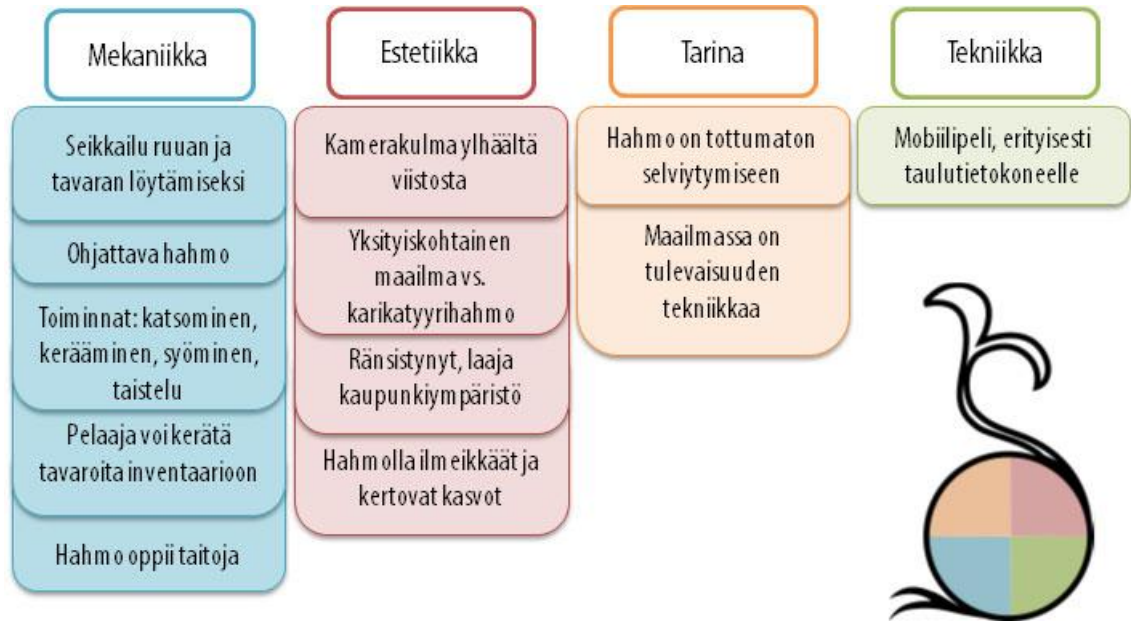 Mekaniikka
Seikkailu ruuan ja
tavaran löytämiseksi
Ohjattava hahmo
Toiminnat: katsominen,
kerääminen, syöminen,
taistelu
Pelaaja voi kerätä
tavaroita inventaarioon
Hahmo oppii taitoja
Estetiikka
Kamerakulma ylhäältä
viistosta
Yksityiskohtainen
maailma vs.
karikatyyrihahmo
Ränsistynyt, laaja
kaupunkiympäristö
Hahmolla ilmeikkäät ja
kertovat kasvot
Tarina
Hahmo on tottumaton
selviytymiseen
Maailmassa on
tulevaisuuden
tekniikkaa
Tekniikka
Mobiilipeli, erityisesti
taulutietokoneelle